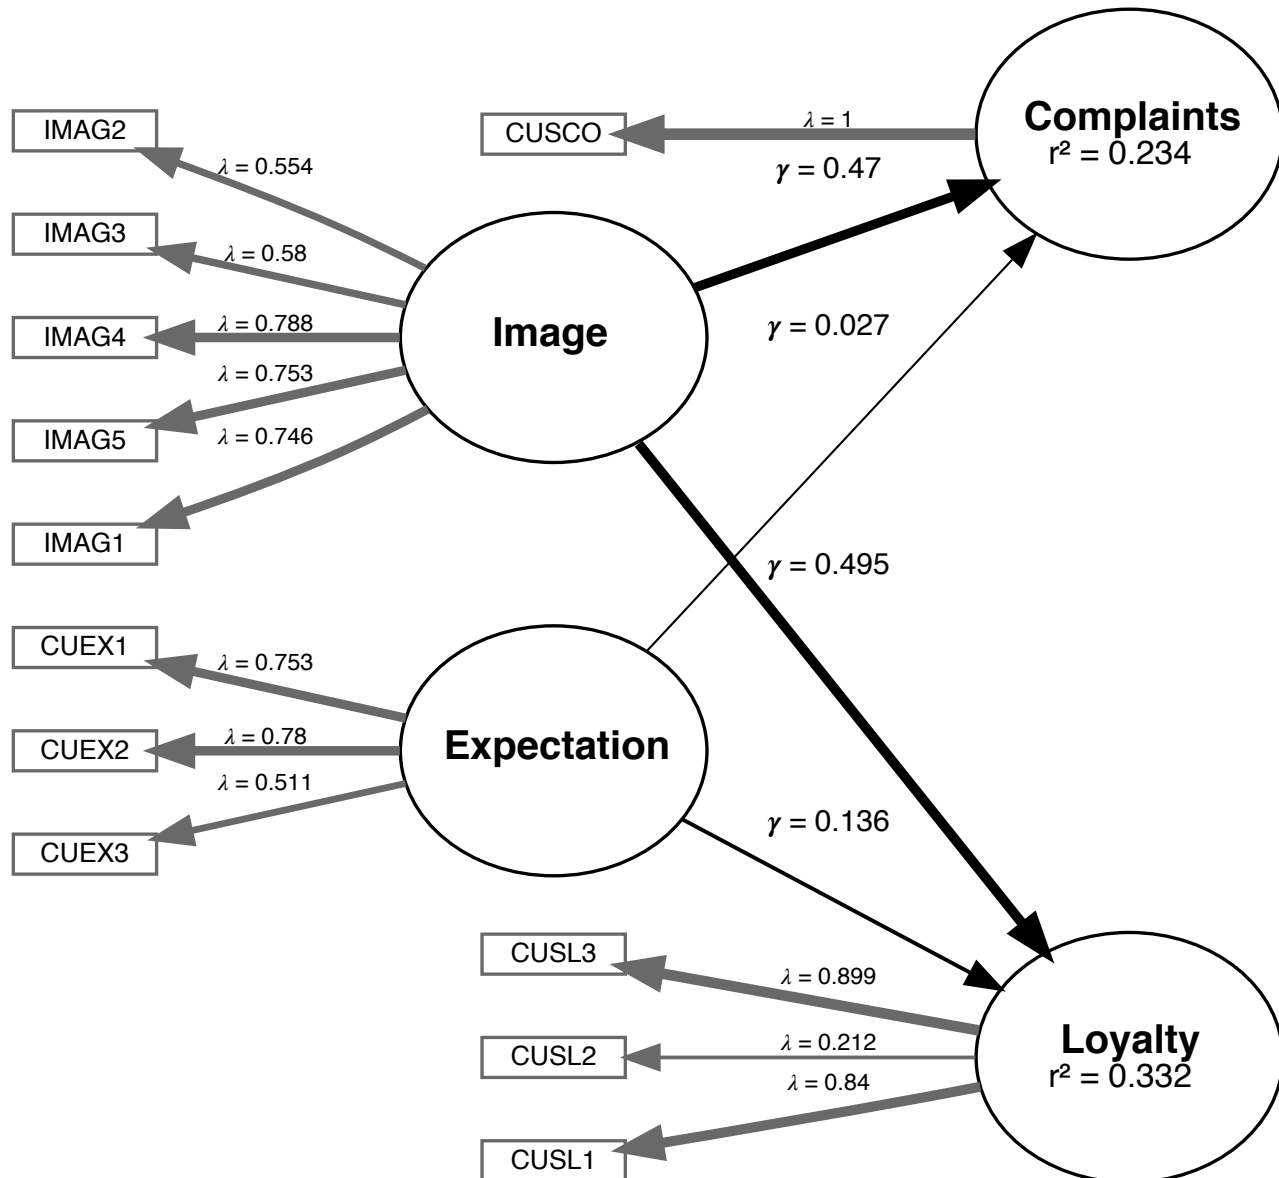 Complaints
r² = 0.234
IMAG2
CUSCO
λ = 1
λ = 0.554
γ = 0.47
IMAG3
λ = 0.58
IMAG4
λ = 0.788
Image
γ = 0.027
λ = 0.753
IMAG5
λ = 0.746
IMAG1
γ = 0.495
CUEX1
λ = 0.753
CUEX2
λ = 0.78
Expectation
λ = 0.511
CUEX3
γ = 0.136
CUSL3
λ = 0.899
CUSL2
λ = 0.212
Loyalty
r² = 0.332
λ = 0.84
CUSL1